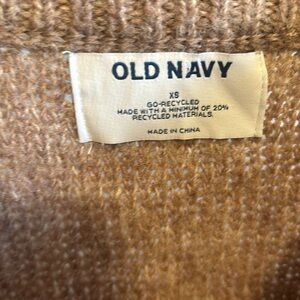 OLD NAVY
XS
GO-RECYCLED
MADE WITH A MINIMUM OF 20%
RECYCLED MATERIALS.
MADE IN CHINA